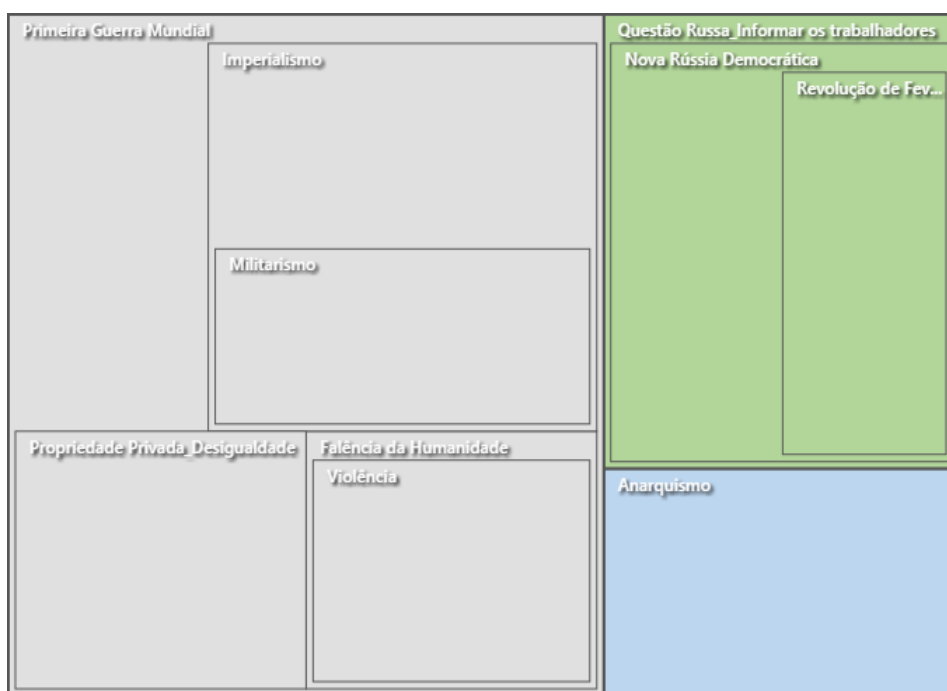 Primeira Guerra Mundial
Imperialismo
Militarismo
Propriedade Privada_Desigualdade
Falência da Humanidade
Violência
Questão Russa_Informar os trabalhadores
Nova Rússia Democrática
Revolução de Fev...
Anarquismo